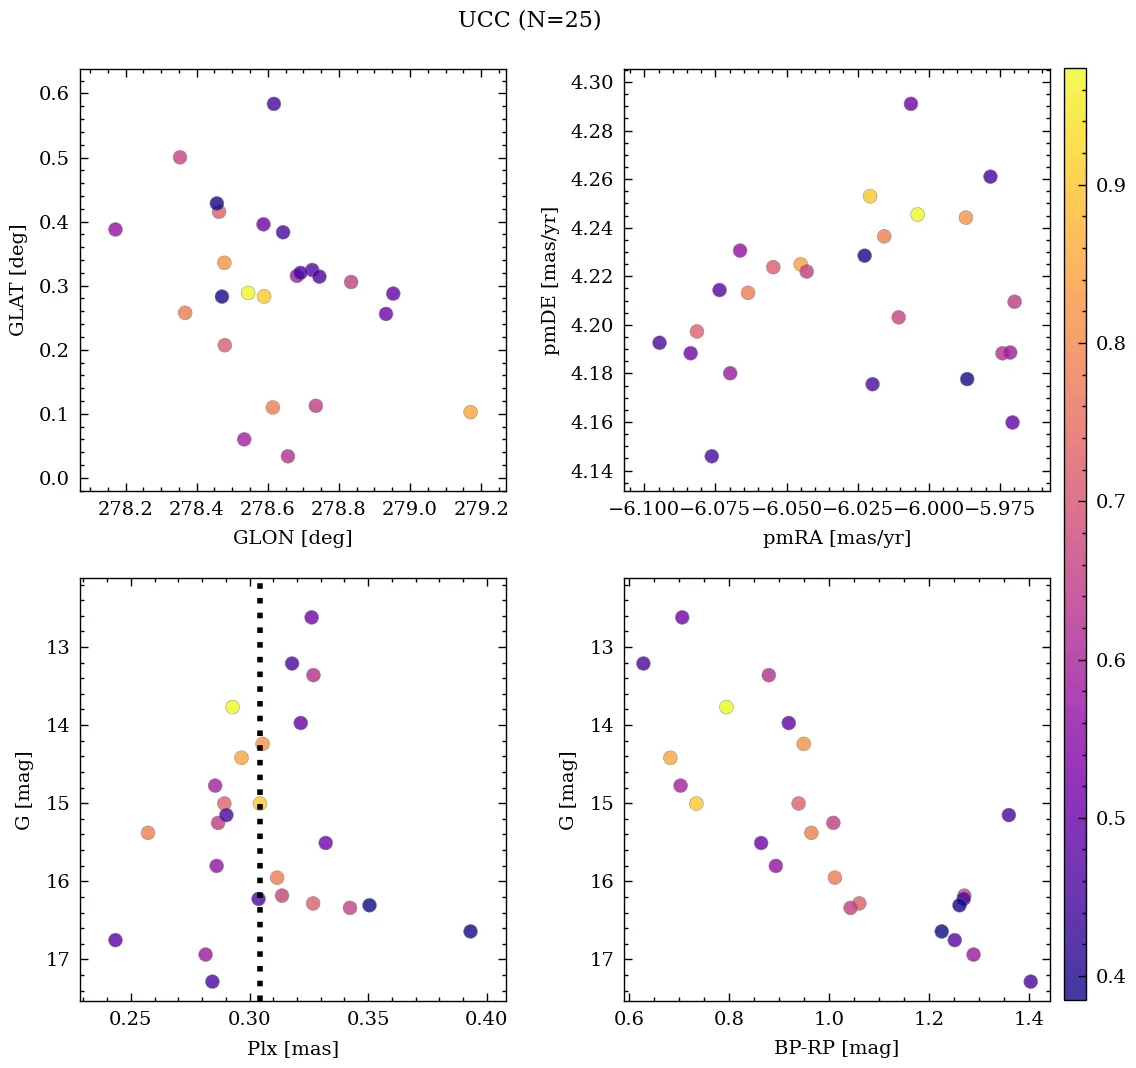 UCC (N=25)
0.6
0.5
0.4
0.3
0.2
0.1
0.0
GLAT [deg]
278.2 278.4 278.6 278.8 279.0 279.2
GLON [deg]
4.30
4.28
4.26
4.24
4.22
4.20
4.18
4.16
4.14
pmDE [mas/yr]
−6.100 −6.075 −6.050 −6.025 −6.000 −5.975
pmRA [mas/yr]
13
14
15
16
17
G [mag]
0.25 0.30 0.35 0.40
Plx [mas]
13
14
15
16
17
G [mag]
0.6 0.8 1.0 1.2 1.4
BP-RP [mag]
0.9
0.8
0.7
0.6
0.5
0.4